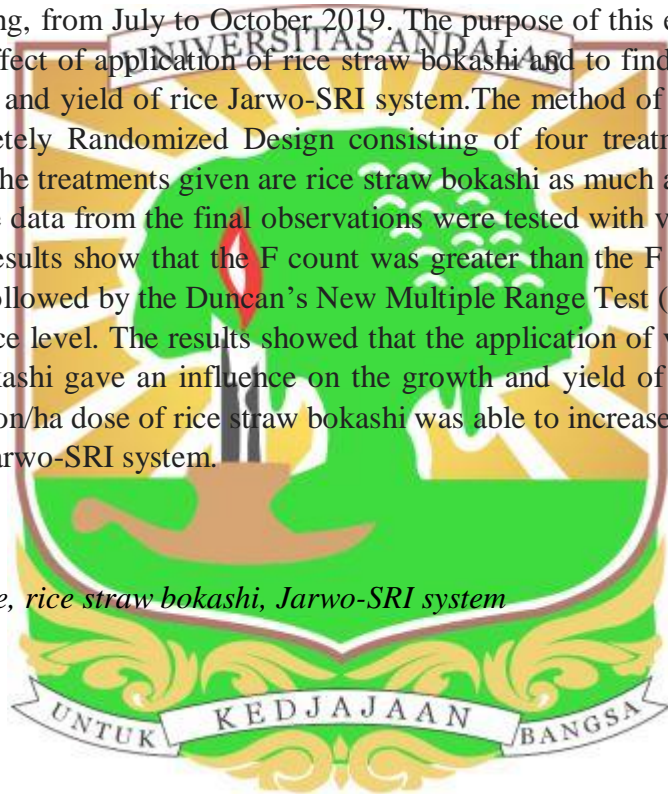 ng, from July to October 2019. The purpose of this e
ffect of application of rice straw bokashi and to find
UNIVERSITAS ANDALAS
and yield of rice Jarwo-SRI system.The method of
etely Randomized Design consisting of four treatm
he treatments given are rice straw bokashi as much a
e data from the final observations were tested with v
esults show that the F count was greater than the F
ollowed by the Duncan’s New Multiple Range Test (
ce level. The results showed that the application of v
kashi gave an influence on the growth and yield of
on/ha dose of rice straw bokashi was able to increase
arwo-SRI system.
e, rice straw bokashi, Jarwo-SRI system
UNTUK KEDJAJAAN BANGSA